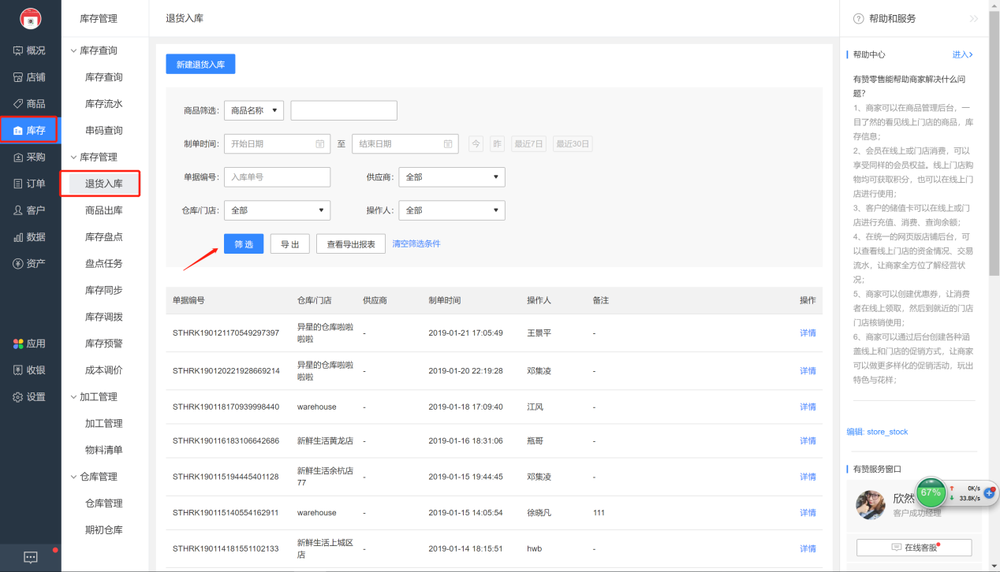 概况
店铺
商品
库存
采购
订单
客户
数据
资产
应用
收银
设置
库存管理
库存查询
库存查询
库存流水
串码查询
库存管理
退货入库
商品出库
库存盘点
盘点任务
库存同步
库存调拨
库存预警
成本调价
加工管理
加工管理
物料清单
仓库管理
仓库管理
期初仓库
退货入库
新建退货入库
商品筛选: 商品名称
制单时间: 开始日期 至 结束日期 今 昨 最近7日 最近30日
单据编号: 入库单号 供应商: 全部
仓库/门店: 全部 操作人: 全部
筛 选 导 出 查看导出报表 清空筛选条件
单据编号 仓库/门店 供应商 制单时间 操作人 备注 操作
STHRK190121170549297397 异星的仓库啦啦啦啦 - 2019-01-21 17:05:49 王景平 - 详情
STHRK190120221928669214 异星的仓库啦啦啦啦 - 2019-01-20 22:19:28 邓集凌 - 详情
STHRK190118170939998440 warehouse - 2019-01-18 17:09:40 江风 - 详情
STHRK190116183106642686 新鲜生活黄龙店 - 2019-01-16 18:31:06 瓶哥 - 详情
STHRK190115194445401128 新鲜生活余杭店77 - 2019-01-15 19:44:45 邓集凌 - 详情
STHRK190115140554162911 warehouse - 2019-01-15 14:05:54 徐晓凡 111 详情
STHRK190114181551102133 新鲜生活上城区店 - 2019-01-14 18:15:51 hwb - 详情
帮助和服务
帮助中心 进入
有赞零售能帮助商家解决什么问
题?
1、商家可以在商品管理后台，一
目了然的看见线上门店的商品，库
存信息；
2、会员在线上或门店消费，可以
享受同样的会员权益。线上门店购
物均可获取积分，也可以在线上门
店进行使用；
3、客户的储值卡可以在线上或门
店进行充值、消费、查询余额；
4、在统一的网页版店铺后台，可
以查看线上门店的资金情况、交易
流水，让商家全方位了解经营状
况；
5、商家可以创建优惠券，让消费
者在线上领取，然后到就近的门店
门店核销使用；
6、商家可以通过后台创建各种涵
盖线上和门店的促销方式，让商家
可以做更多样化的促销活动，玩出
特色与花样；
编辑: store_stock
有赞服务窗口
欣然
客户成功经理
67%
0K/s
33.8K/s
在线客服